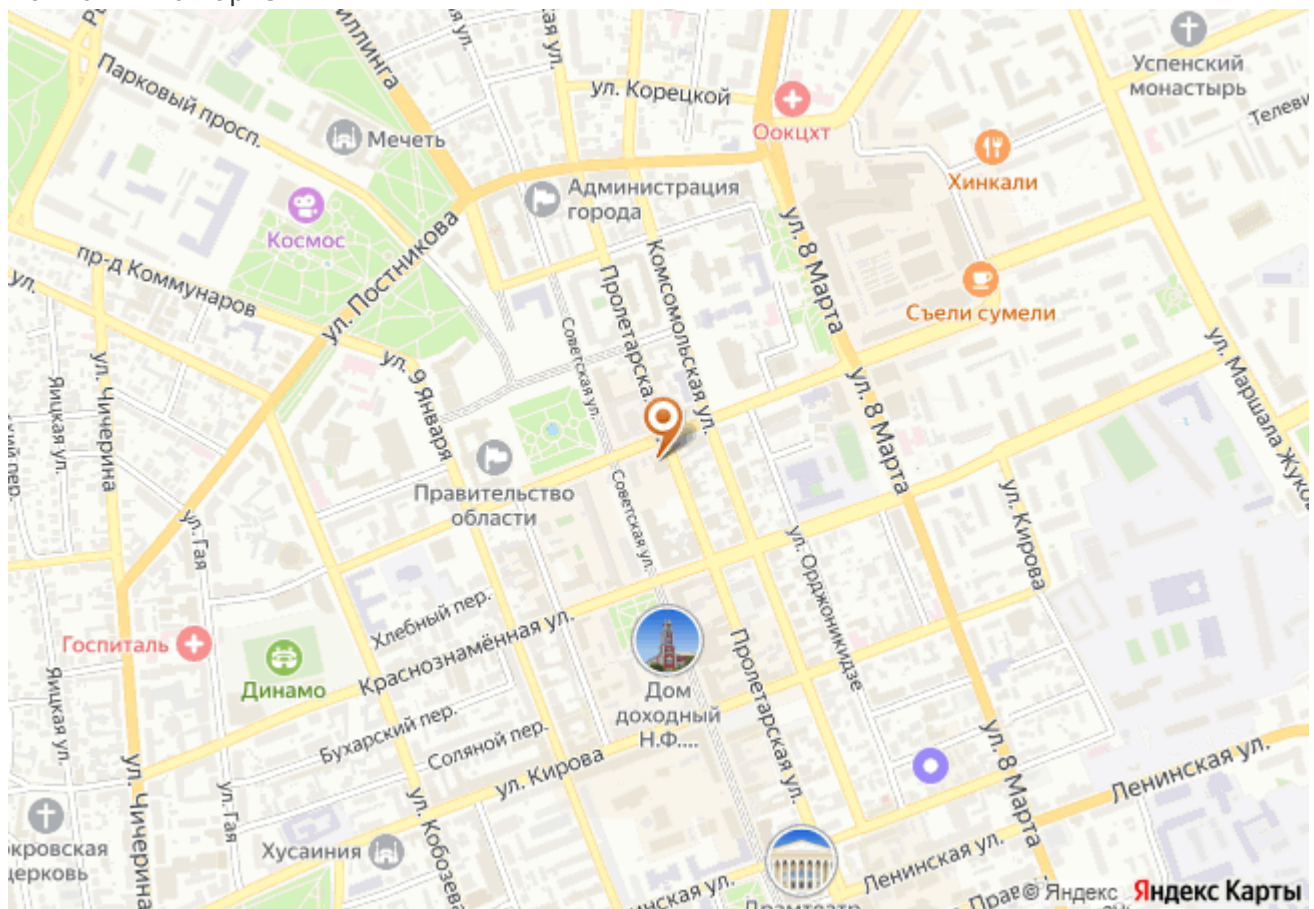 Парковый просп.
Мечеть
Космос
пр-д Коммунаров
ул. Постникова
ул. Корецкой
Оокцхт
Успенский
монастырь
Хинкали
Администрация
города
Съели сумели
ул. 8 Марта
Комсомольская ул.
Пролетарска
Советская ул.
ул. 9 Января
ул. 8 Марта
ул. Чичерина
Яицкая ул.
Правительство
области
Советская ул.
ул. Гая
ул. Орджоникидзе
ул. Кирова
Хлебный пер.
Краснознамённая ул.
Госпиталь
Динамо
Дом
доходный
Н.Ф....
Пролетарская ул.
Бухарский пер.
Соляной пер.
ул. Кирова
Яицкая ул.
ул. Чичерина
ул. Гая
ул. Кобозева
Хусаиния
ул. 8 Марта
Ленинская ул.
Ленинская ул.
© Яндекс Яндекс Карты